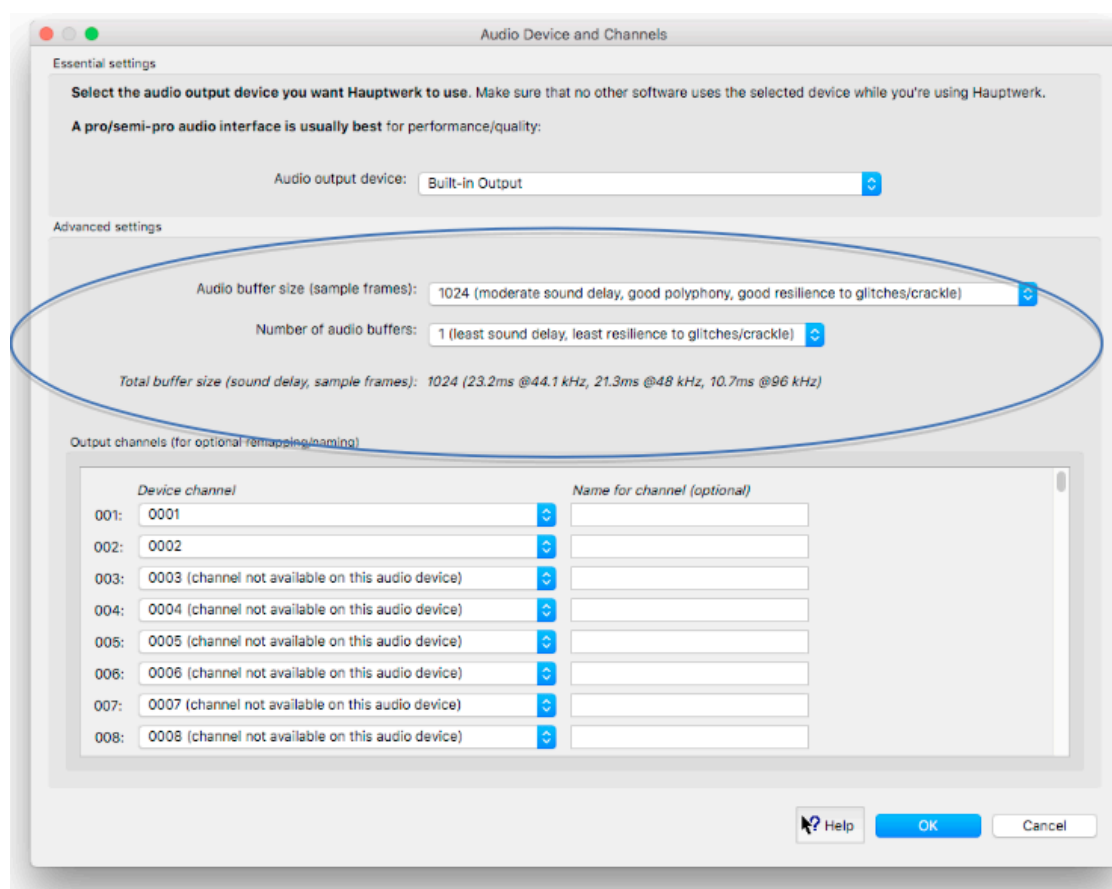 Audio Device and Channels
Essential settings
Select the audio output device you want Hauptwerk to use. Make sure that no other software uses the selected device while you're using Hauptwerk.
A pro/semi-pro audio interface is usually best for performance/quality:
Audio output device: Built-in Output
Advanced settings
Audio buffer size (sample frames): 1024 (moderate sound delay, good polyphony, good resilience to glitches/crackle)
Number of audio buffers: 1 (least sound delay, least resilience to glitches/crackle)
Total buffer size (sound delay, sample frames): 1024 (23.2ms @44.1 kHz, 21.3ms @48 kHz, 10.7ms @96 kHz)
Output channels (for optional remapping/naming)
Device channel Name for channel (optional)
001: 0001
002: 0002
003: 0003 (channel not available on this audio device)
004: 0004 (channel not available on this audio device)
005: 0005 (channel not available on this audio device)
006: 0006 (channel not available on this audio device)
007: 0007 (channel not available on this audio device)
008: 0008 (channel not available on this audio device)
? Help OK Cancel